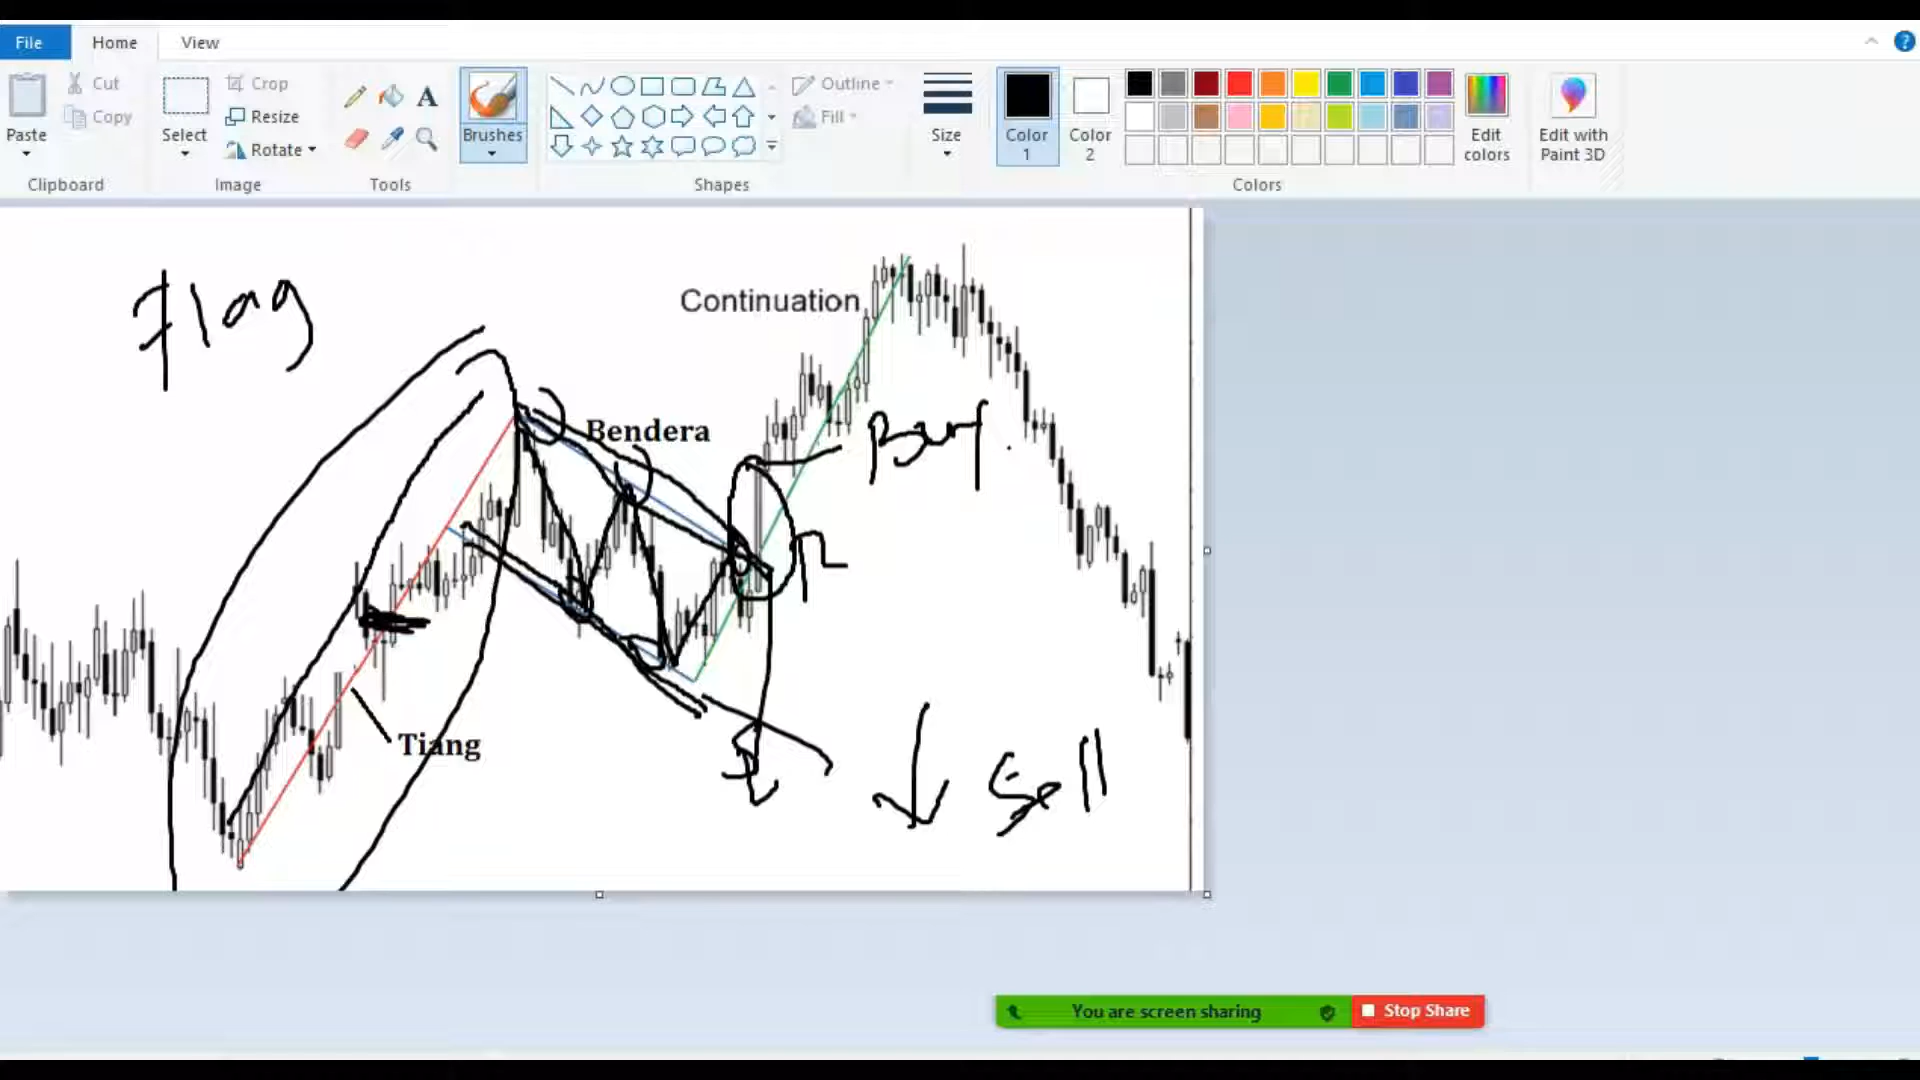 File
Home
View
Paste
Cut
Copy
Clipboard
Select
Crop
Resize
Rotate
Image
A
Tools
Brushes
Outline
Fill
Shapes
Size
Color
1
Color
2
Edit
colors
Edit with
Paint 3D
Colors
Flag
Continuation
Bendera
Tiang
Sell
You are screen sharing
Stop Share